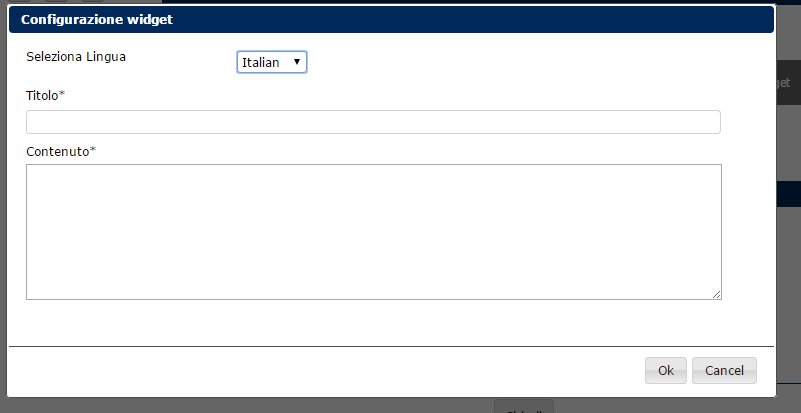 Configurazione widget
Seleziona Lingua
Italian
Titolo*
Contenuto*
Ok
Cancel